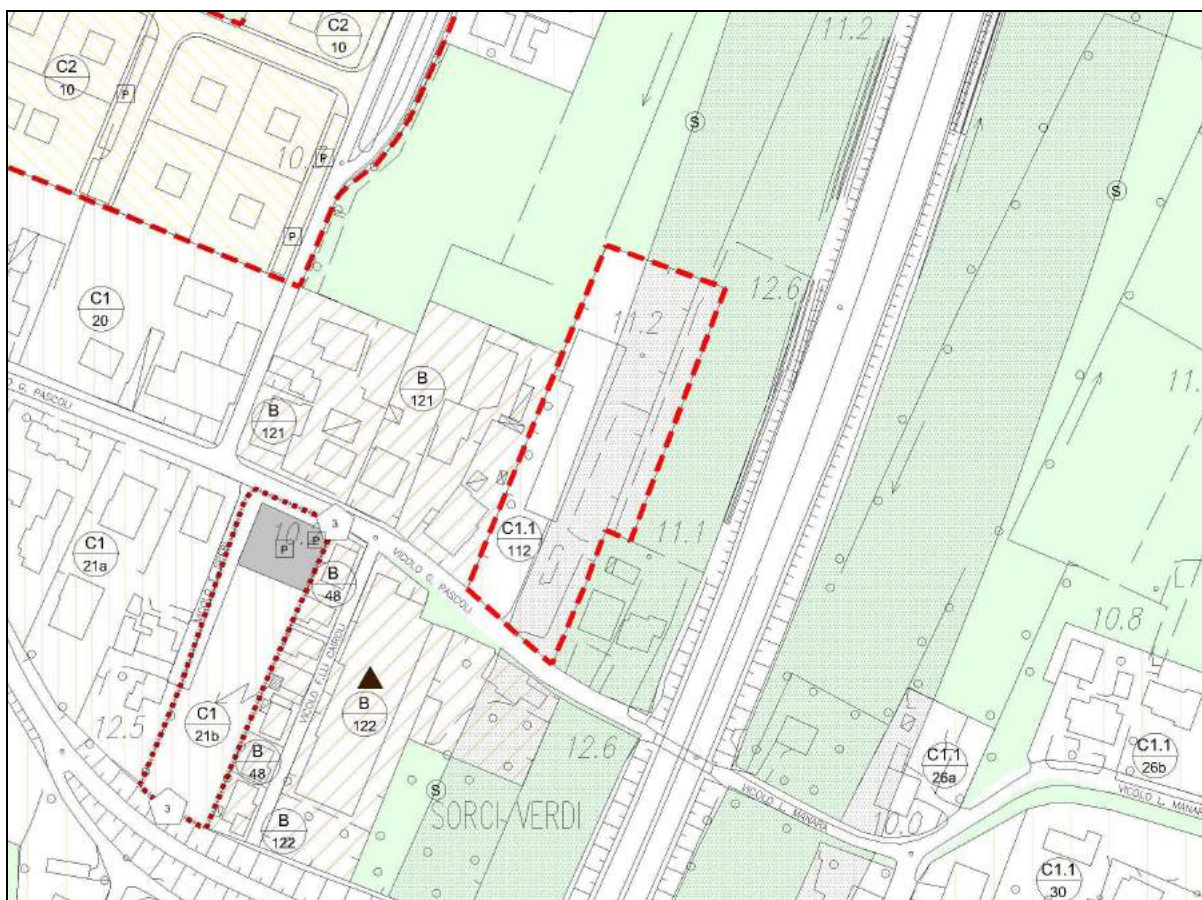 C2
10
11.2
C2
10
P
S
10.
P
S
P
12.6
C1
20
11.2
11.
O G. PASCOLI
B
121
B
121
3
11.1
C1.1
112
C1
21a
P
P
B
48
VICOLO G. PASCOLI
10.8
VICOLO F.LLI CAIROLI
B
122
C1
21b
12.5
12.6
B
48
C1.1
26a
C1.1
26b
S
VICOLO L. MANARA
VICOLO L. MANARA
3
SORCI-VERDI
10.0
B
122
C1.1
30